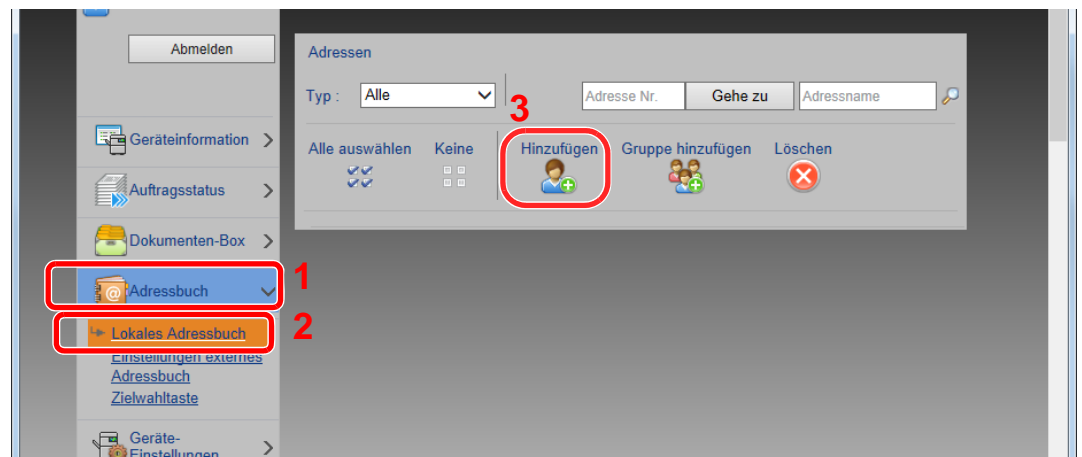 Abmelden
Geräteinformation
Auftragsstatus
Dokumenten-Box
Adressbuch
1
Lokales Adressbuch
2
Einstellungen externes
Adressbuch
Zielwahltaste
Geräte-
Einstellungen
Adressen
Typ : Alle
Adresse Nr. Gehe zu Adressname
3
Alle auswählen Keine Hinzufügen Gruppe hinzufügen Löschen